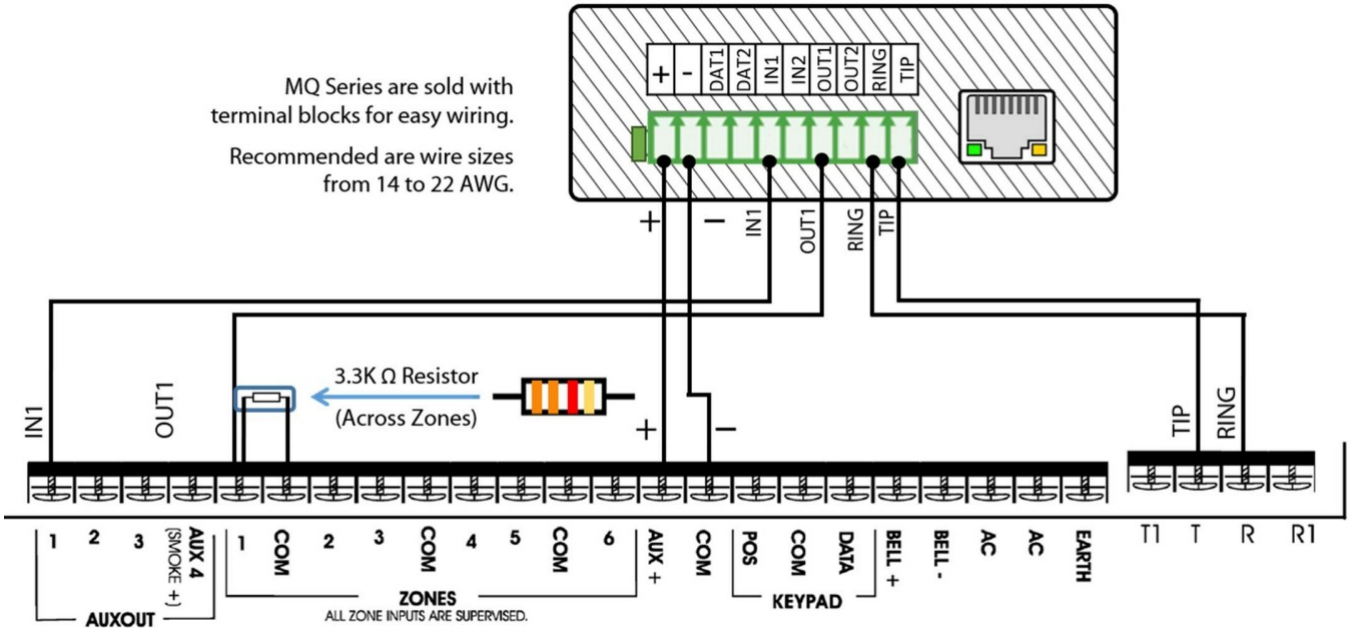 + - DAT1 DAT2 IN1 IN2 OUT1 OUT2 RING TIP
MQ Series are sold with
terminal blocks for easy wiring.
Recommended are wire sizes
from 14 to 22 AWG.
+ - IN1 OUT1 RING TIP
3.3K Ω Resistor
(Across Zones)
IN1 OUT1 + - TIP RING
1 2 3 AUX 4 1 COM 2 3 COM 4 5 COM 6 AUX + COM POS COM DATA BELL + BELL - AC AC EARTH T1 T R R1
(SMOKE +)
AUXOUT ZONES KEYPAD
ALL ZONE INPUTS ARE SUPERVISED.